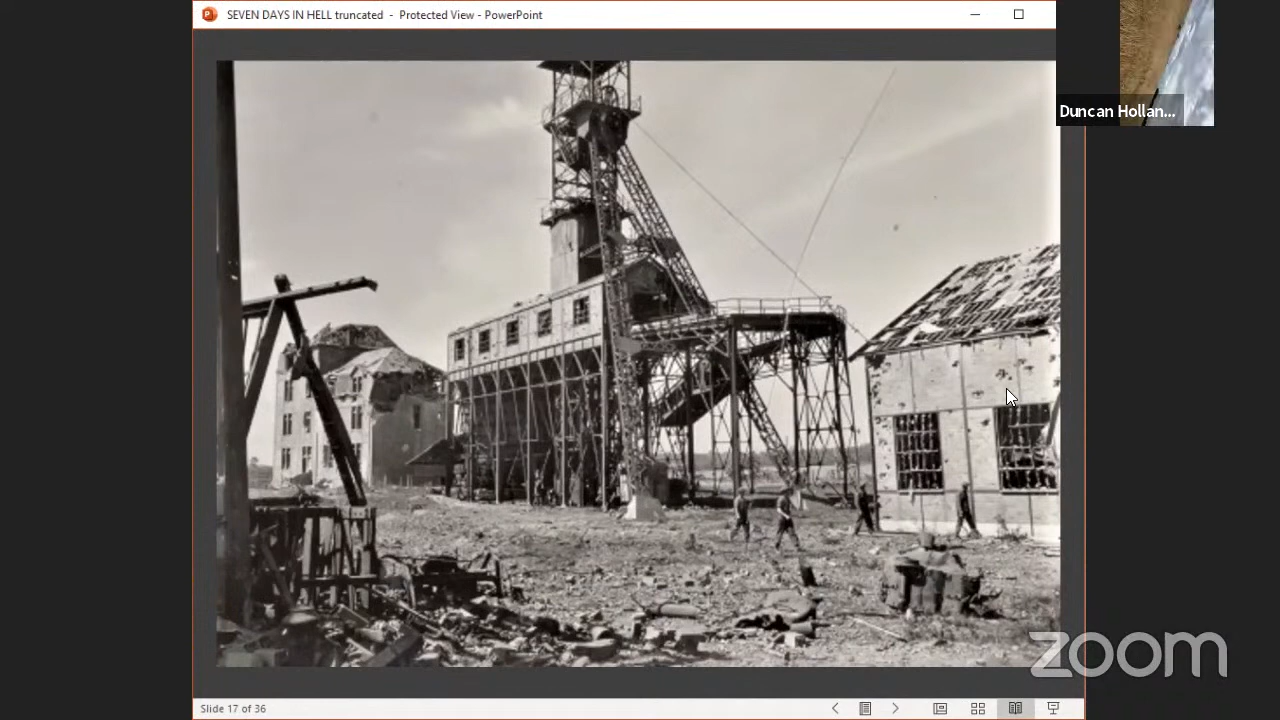 SEVEN DAYS IN HELL truncated - Protected View - PowerPoint
Duncan Hollan...
zoom
Slide 17 of 36